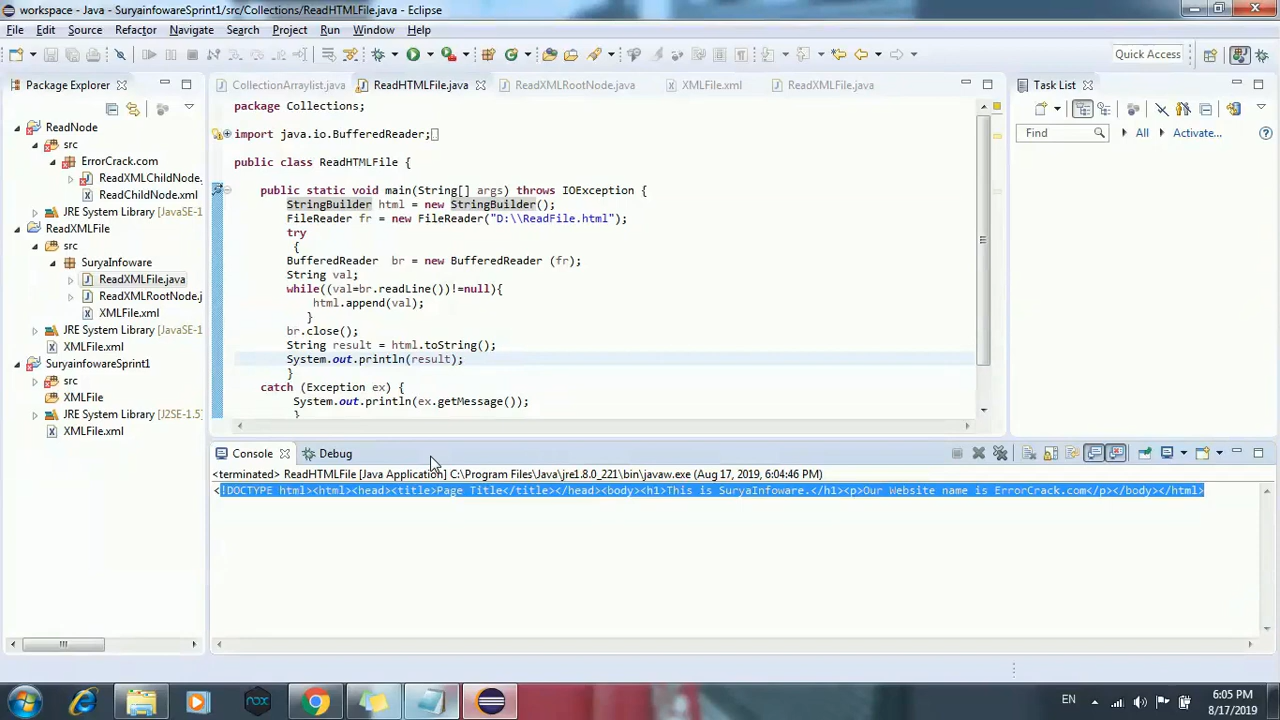 workspace - Java - SuryainfowareSprint1/src/Collections/ReadHTMLFile.java - Eclipse
File Edit Source Refactor Navigate Search Project Run Window Help
Quick Access
Package Explorer
ReadNode
src
ErrorCrack.com
ReadXMLChildNode.
ReadChildNode.xml
JRE System Library [JavaSE-1
ReadXMLFile
src
SuryaInfoware
ReadXMLFile.java
ReadXMLRootNode.j
XMLFile.xml
JRE System Library [JavaSE-1
XMLFile.xml
SuryainfowareSprint1
src
XMLFile
JRE System Library [J2SE-1.5]
XMLFile.xml
CollectionArraylist.java ReadHTMLFile.java ReadXMLRootNode.java XMLFile.xml ReadXMLFile.java
package Collections;
import java.io.BufferedReader;
public class ReadHTMLFile {
public static void main(String[] args) throws IOException {
StringBuilder html = new StringBuilder();
FileReader fr = new FileReader("D:\\ReadFile.html");
try
{
BufferedReader br = new BufferedReader (fr);
String val;
while((val=br.readLine())!=null){
html.append(val);
}
br.close();
String result = html.toString();
System.out.println(result);
}
catch (Exception ex) {
System.out.println(ex.getMessage());
}
Task List
Find All Activate...
Console Debug
<terminated> ReadHTMLFile [Java Application] C:\Program Files\Java\jre1.8.0_221\bin\javaw.exe (Aug 17, 2019, 6:04:46 PM)
<!DOCTYPE html><html><head><title>Page Title</title></head><body><h1>This is SuryaInfoware.</h1><p>Our Website name is ErrorCrack.com</p></body></html>
nox
EN
6:05 PM
8/17/2019